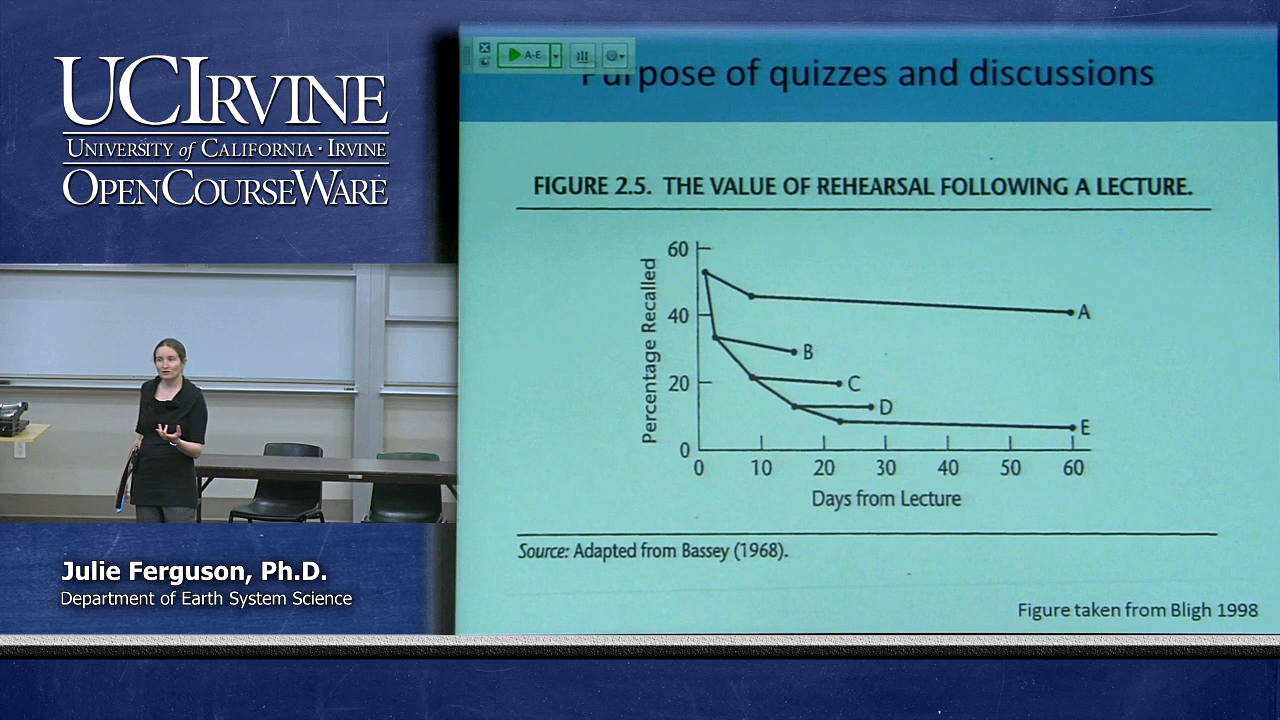 UCIRVINE
UNIVERSITY of CALIFORNIA · IRVINE
OPENCOURSEWARE
A-E
Purpose of quizzes and discussions
FIGURE 2.5. THE VALUE OF REHEARSAL FOLLOWING A LECTURE.
Percentage Recalled
60
40
20
0
A
B
C
D
E
0 10 20 30 40 50 60
Days from Lecture
Source: Adapted from Bassey (1968).
Figure taken from Bligh 1998
Julie Ferguson, Ph.D.
Department of Earth System Science